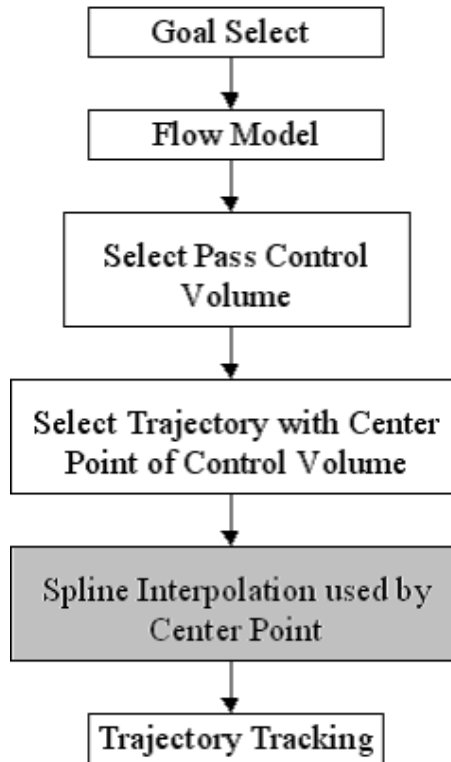 Goal Select
Flow Model
Select Pass Control
Volume
Select Trajectory with Center
Point of Control Volume
Spline Interpolation used by
Center Point
Trajectory Tracking